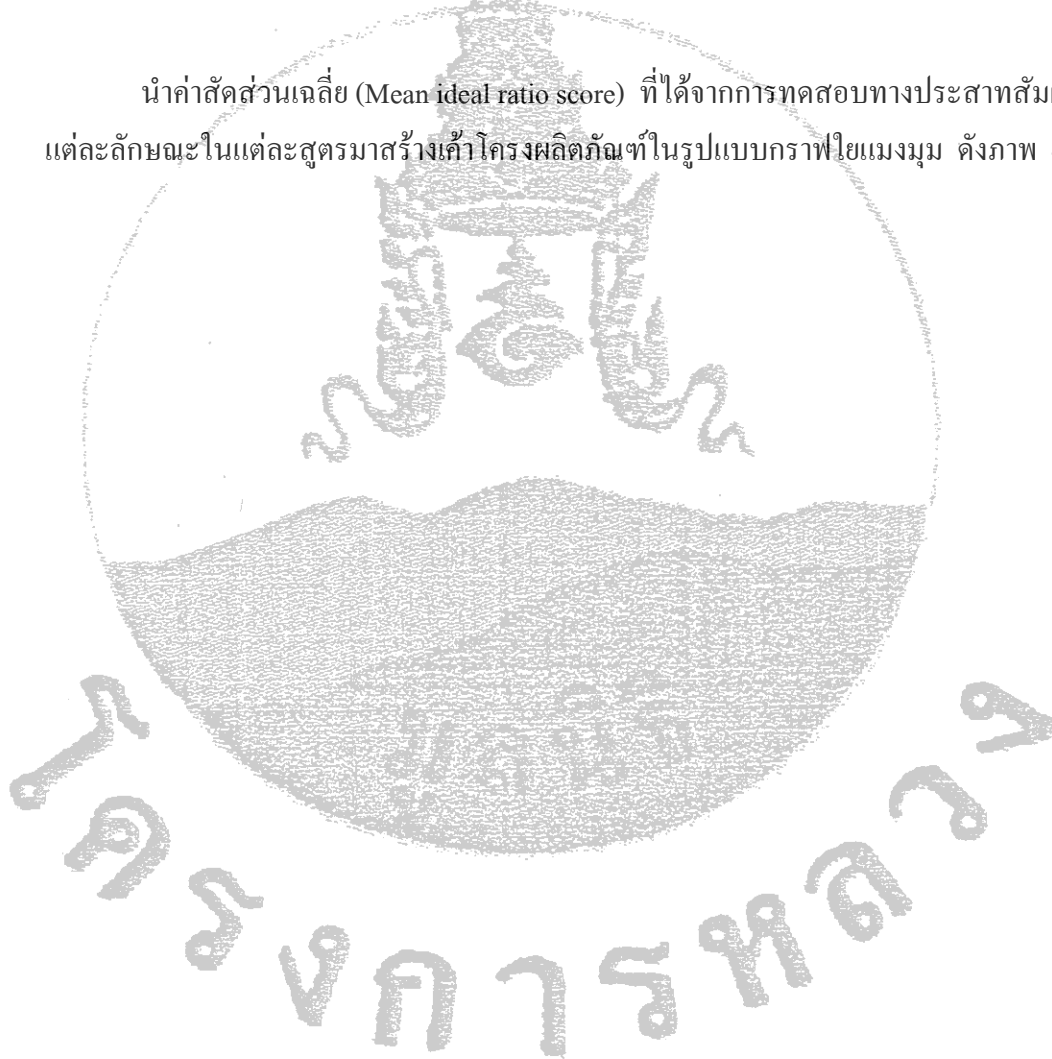 นำค่าสัดส่วนเฉลี่ย (Mean ideal ratio score) ที่ได้จากการทดสอบทางประสาท
แต่ละลักษณะในแต่ละสูตรมาสร้างเค้าโครงผลิตภัณฑ์ในรูปแบบกราฟใยแมงมุม ดังภาพ
มูลนิธิ
โครงการหลวง